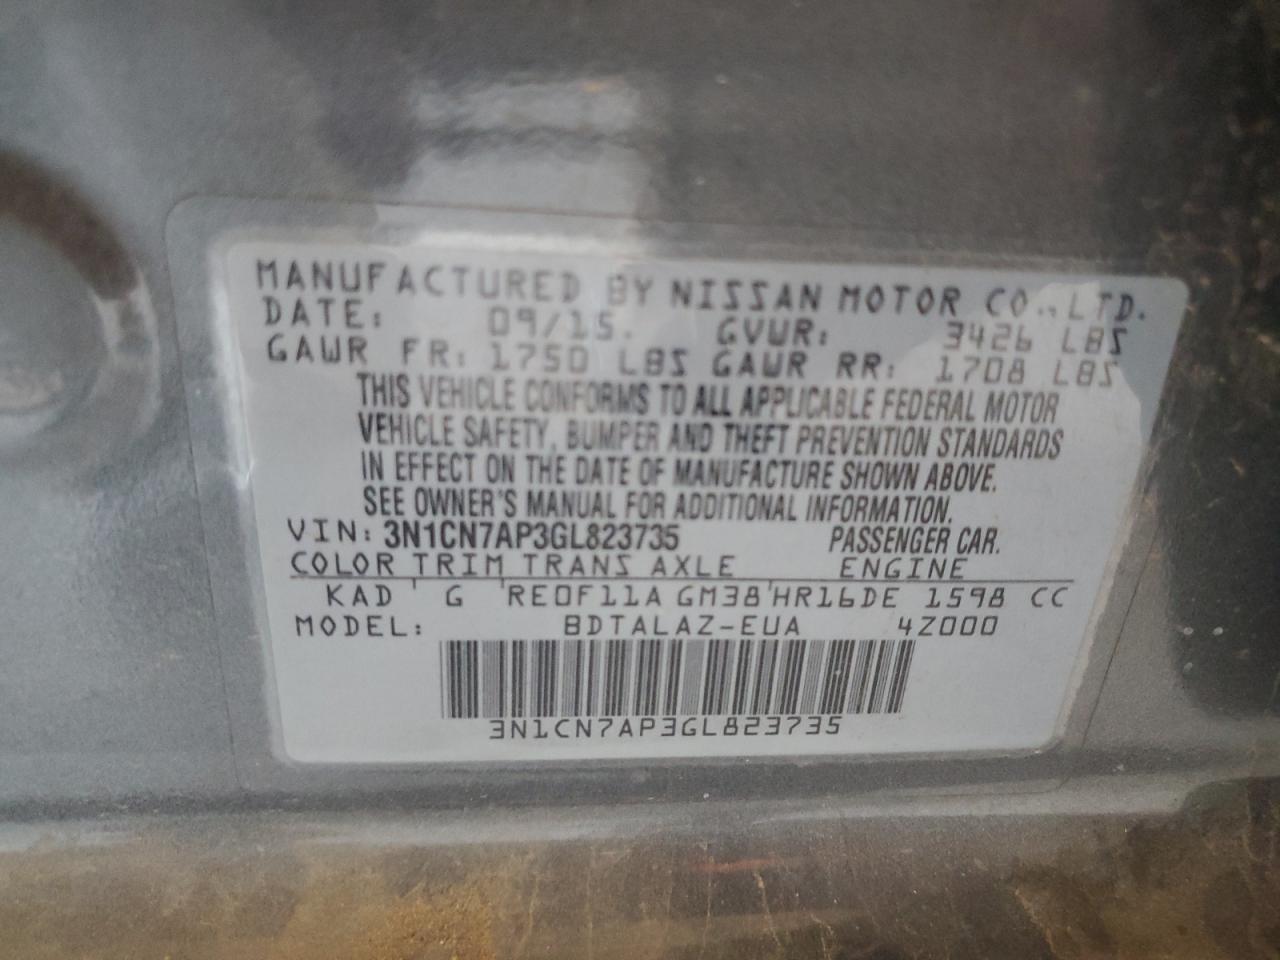 MANUFACTURED BY NISSAN MOTOR CO., LTD.
DATE: 09/15. GVWR: 3426 LBS
GAWR FR: 1750 LBS GAWR RR: 1708 LBS
THIS VEHICLE CONFORMS TO ALL APPLICABLE FEDERAL MOTOR
VEHICLE SAFETY, BUMPER AND THEFT PREVENTION STANDARDS
IN EFFECT ON THE DATE OF MANUFACTURE SHOWN ABOVE.
SEE OWNER'S MANUAL FOR ADDITIONAL INFORMATION.
VIN: 3N1CN7AP3GL823735 PASSENGER CAR.
COLOR TRIM TRANS AXLE ENGINE
KAD G RE0F11A GM38 HR16DE 1598 CC
MODEL: BDTALAZ-EUA 4Z000
3N1CN7AP3GL823735